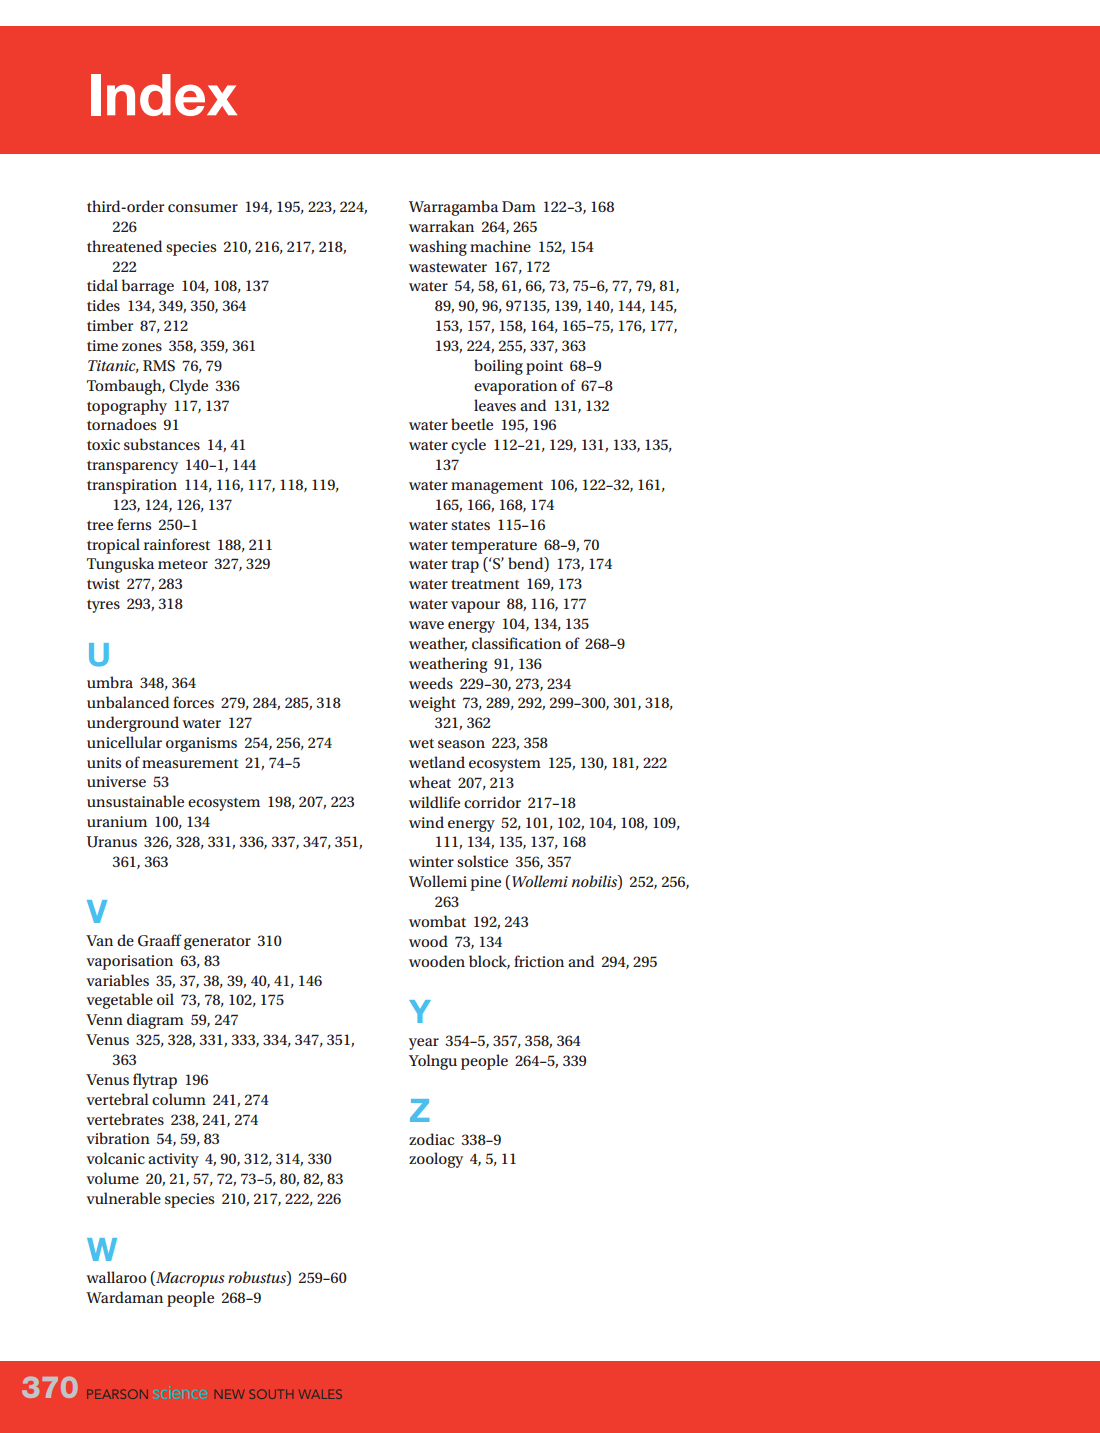 Index
third-order consumer 194, 195, 223, 224,
226
threatened species 210, 216, 217, 218,
222
tidal barrage 104, 108, 137
tides 134, 349, 350, 364
timber 87, 212
time zones 358, 359, 361
Titanic, RMS 76, 79
Tombaugh, Clyde 336
topography 117, 137
tornadoes 91
toxic substances 14, 41
transparency 140–1, 144
transpiration 114, 116, 117, 118, 119,
123, 124, 126, 137
tree ferns 250–1
tropical rainforest 188, 211
Tunguska meteor 327, 329
twist 277, 283
tyres 293, 318
U
umbra 348, 364
unbalanced forces 279, 284, 285, 318
underground water 127
unicellular organisms 254, 256, 274
units of measurement 21, 74–5
universe 53
unsustainable ecosystem 198, 207, 223
uranium 100, 134
Uranus 326, 328, 331, 336, 337, 347, 351,
361, 363
V
Van de Graaff generator 310
vaporisation 63, 83
variables 35, 37, 38, 39, 40, 41, 146
vegetable oil 73, 78, 102, 175
Venn diagram 59, 247
Venus 325, 328, 331, 333, 334, 347, 351,
363
Venus flytrap 196
vertebral column 241, 274
vertebrates 238, 241, 274
vibration 54, 59, 83
volcanic activity 4, 90, 312, 314, 330
volume 20, 21, 57, 72, 73–5, 80, 82, 83
vulnerable species 210, 217, 222, 226
W
wallaroo (Macropus robustus) 259–60
Wardaman people 268–9
Warragamba Dam 122–3, 168
warrakan 264, 265
washing machine 152, 154
wastewater 167, 172
water 54, 58, 61, 66, 73, 75–6, 77, 79, 81,
89, 90, 96, 97135, 139, 140, 144, 145,
153, 157, 158, 164, 165–75, 176, 177,
193, 224, 255, 337, 363
boiling point 68–9
evaporation of 67–8
leaves and 131, 132
water beetle 195, 196
water cycle 112–21, 129, 131, 133, 135,
137
water management 106, 122–32, 161,
165, 166, 168, 174
water states 115–16
water temperature 68–9, 70
water trap (‘S’ bend) 173, 174
water treatment 169, 173
water vapour 88, 116, 177
wave energy 104, 134, 135
weather, classification of 268–9
weathering 91, 136
weeds 229–30, 273, 234
weight 73, 289, 292, 299–300, 301, 318,
321, 362
wet season 223, 358
wetland ecosystem 125, 130, 181, 222
wheat 207, 213
wildlife corridor 217–18
wind energy 52, 101, 102, 104, 108, 109,
111, 134, 135, 137, 168
winter solstice 356, 357
Wollemi pine (Wollemi nobilis) 252, 256,
263
wombat 192, 243
wood 73, 134
wooden block, friction and 294, 295
Y
year 354–5, 357, 358, 364
Yolngu people 264–5, 339
Z
zodiac 338–9
zoology 4, 5, 11
370 PEARSON science NEW SOUTH WALES